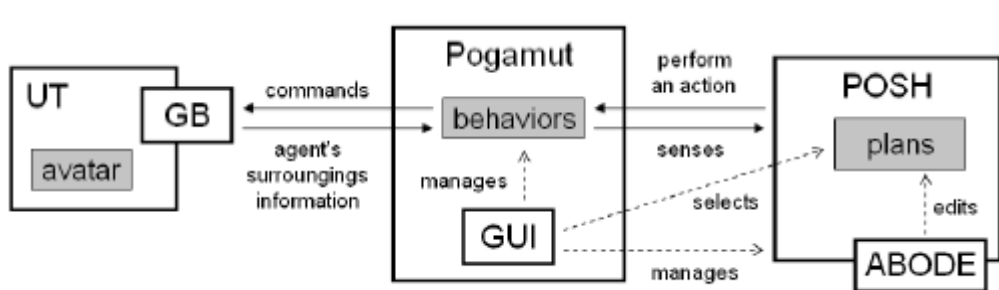 UT
GB
avatar
commands
agent's
surroungings
information
Pogamut
behaviors
manages
GUI
perform
an action
senses
selects
manages
POSH
plans
edits
ABODE